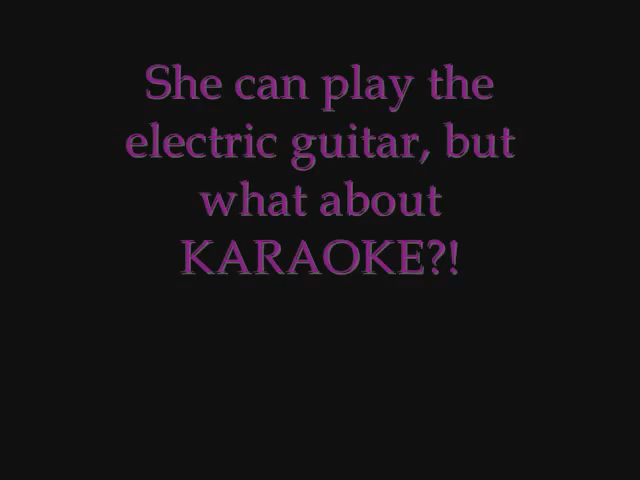 She can play the
electric guitar, but
what about
KARAOKE?!